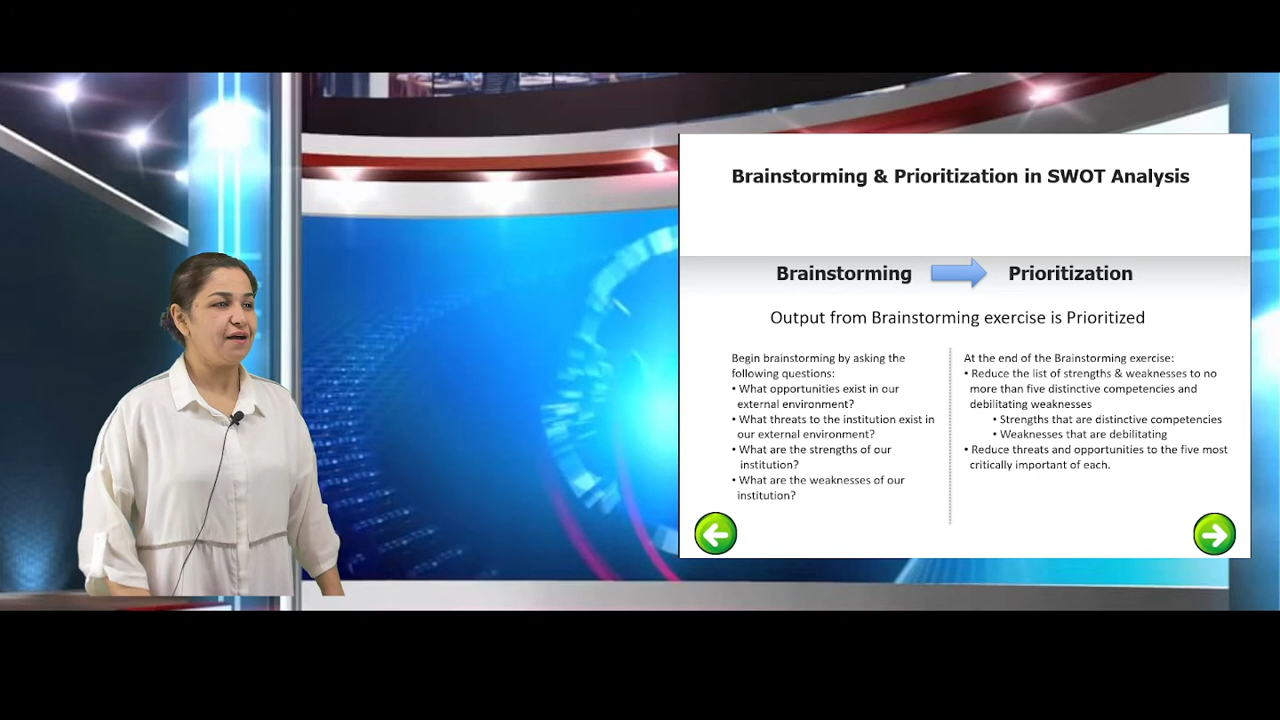 Brainstorming & Prioritization in SWOT Analysis
Brainstorming
Prioritization
Output from Brainstorming exercise is Prioritized
Begin brainstorming by asking the
following questions:
• What opportunities exist in our
external environment?
• What threats to the institution exist in
our external environment?
• What are the strengths of our
institution?
• What are the weaknesses of our
institution?
At the end of the Brainstorming exercise:
• Reduce the list of strengths & weaknesses to no
more than five distinctive competencies and
debilitating weaknesses
• Strengths that are distinctive competencies
• Weaknesses that are debilitating
• Reduce threats and opportunities to the five most
critically important of each.